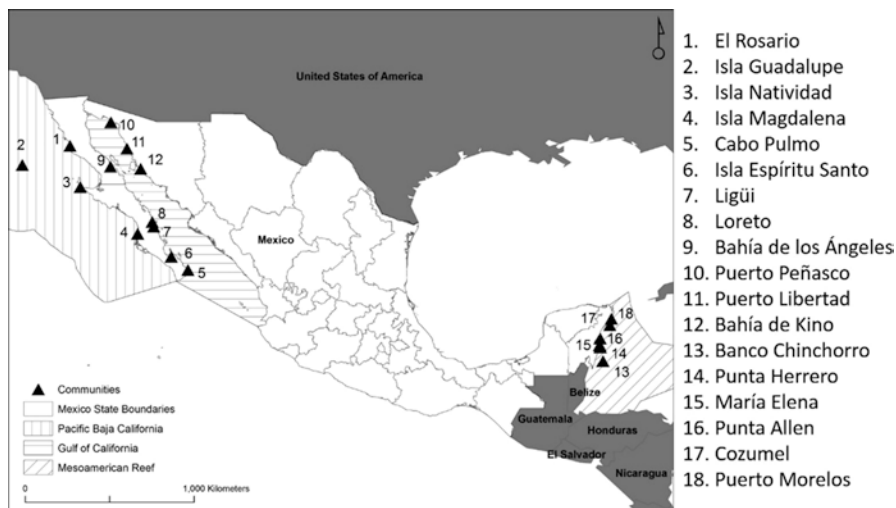 United States of America
10
11
1
2
12
9
3
8
Mexico
7
4
6
5
17
18
16
15
14
13
Belize
Guatemala
Honduras
El Salvador
Nicaragua
Communities
Mexico State Boundaries
Pacific Baja California
Gulf of California
Mesoamerican Reef
0
1,000 Kilometers
1. El Rosario
2. Isla Guadalupe
3. Isla Natividad
4. Isla Magdalena
5. Cabo Pulmo
6. Isla Espíritu Santo
7. Ligüi
8. Loreto
9. Bahía de los Ángeles
10. Puerto Peñasco
11. Puerto Libertad
12. Bahía de Kino
13. Banco Chinchorro
14. Punta Herrero
15. María Elena
16. Punta Allen
17. Cozumel
18. Puerto Morelos